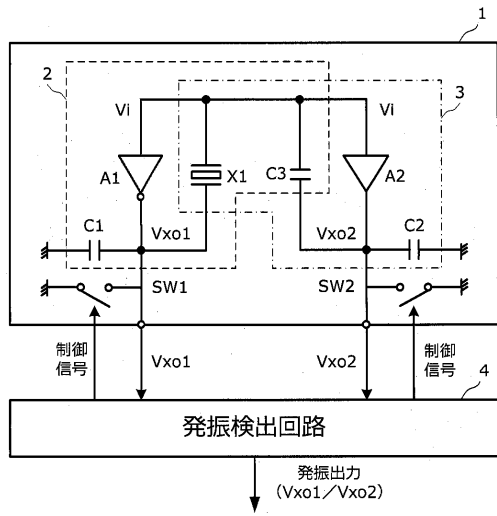 1
2
3
Vi
Vi
A1
X1
C3
A2
C1
Vxo1
Vxo2
C2
SW1
SW2
制御
信号
Vxo1
Vxo2
制御
信号
4
発振検出回路
発振出力
(Vxo1/Vxo2)